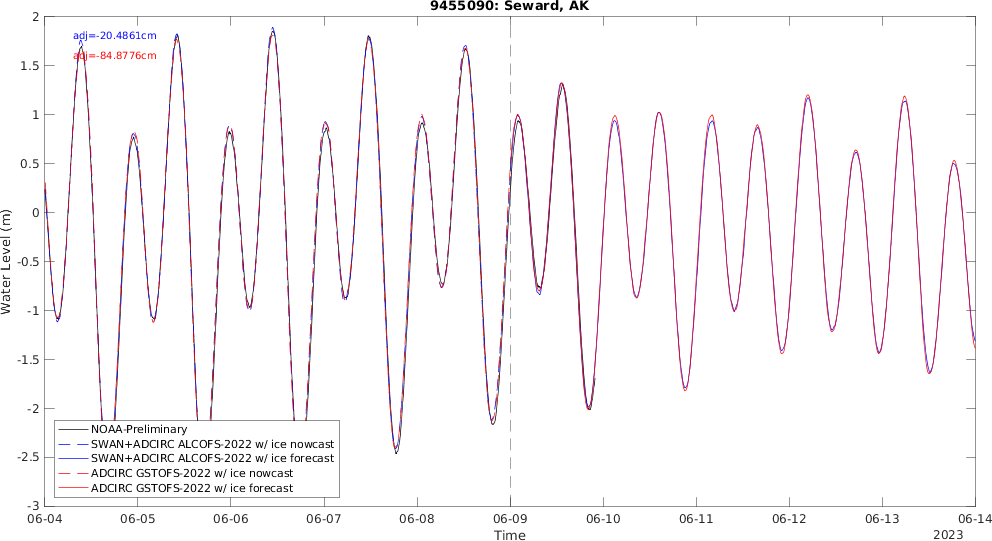 9455090: Seward, AK
adj=-20.4861cm
adj=-84.8776cm
2
1.5
1
0.5
0
-0.5
-1
-1.5
-2
-2.5
-3
Water Level (m)
NOAA-Preliminary
SWAN+ADCIRC ALCOFS-2022 w/ ice nowcast
SWAN+ADCIRC ALCOFS-2022 w/ ice forecast
ADCIRC GSTOFS-2022 w/ ice nowcast
ADCIRC GSTOFS-2022 w/ ice forecast
06-04 06-05 06-06 06-07 06-08 06-09 06-10 06-11 06-12 06-13 06-14
Time
2023